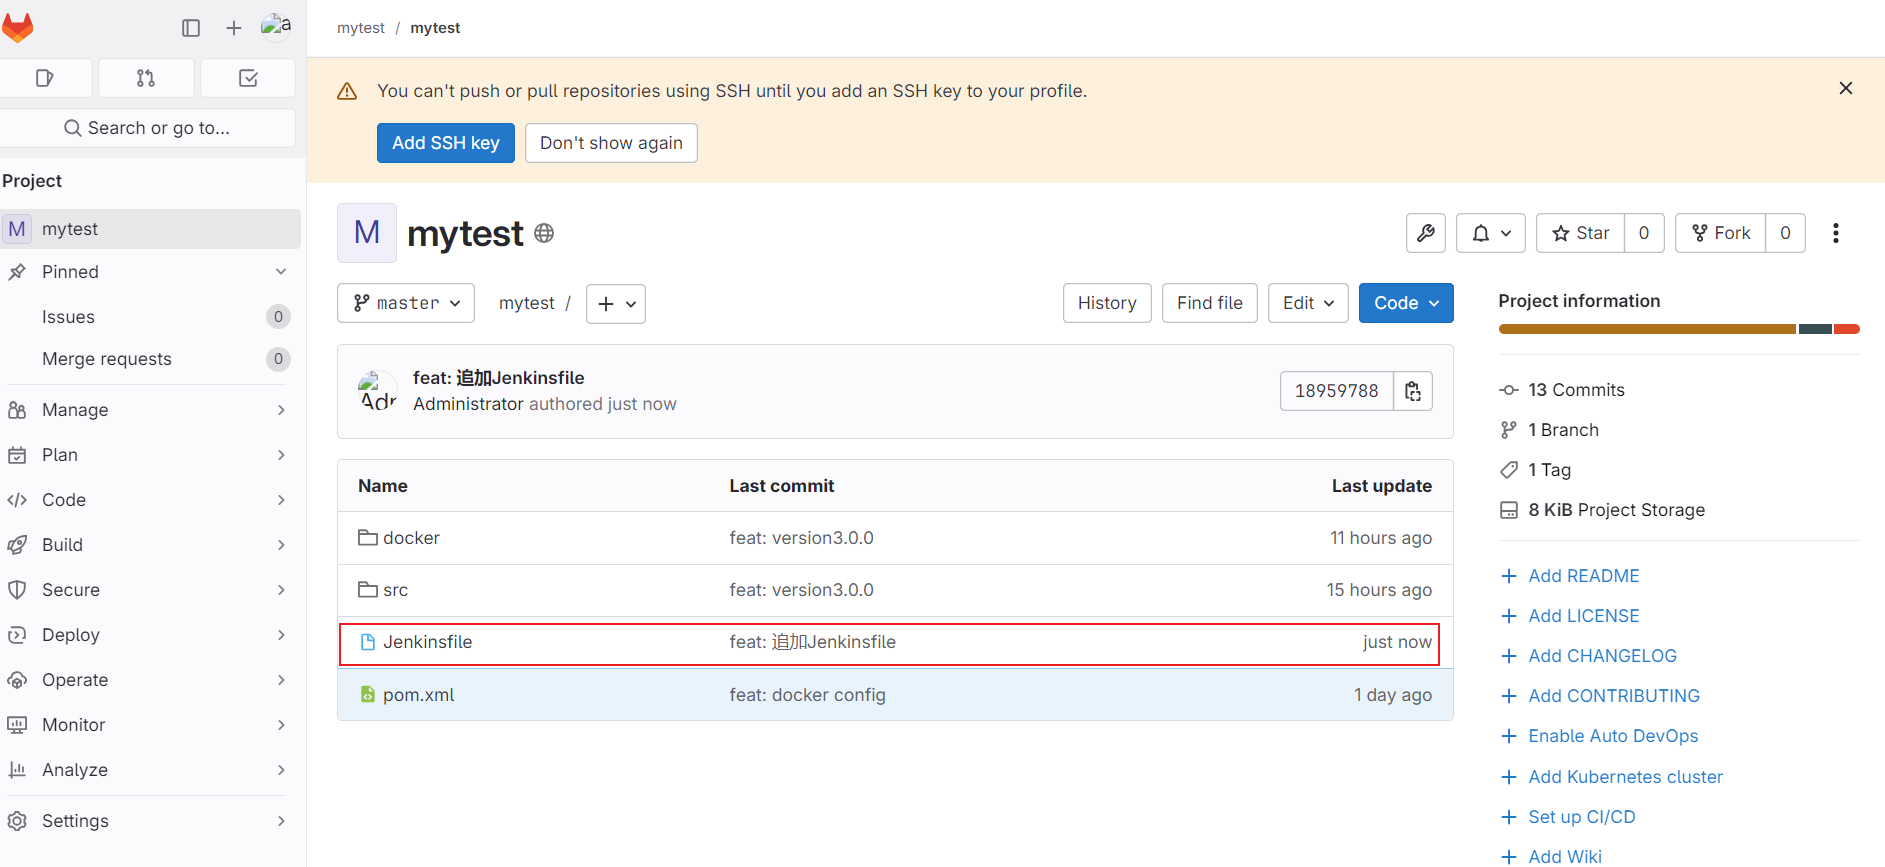 mytest / mytest
Search or go to...
Project
M mytest
Pinned
Issues 0
Merge requests 0
Manage
Plan
Code
Build
Secure
Deploy
Operate
Monitor
Analyze
Settings
You can't push or pull repositories using SSH until you add an SSH key to your profile.
Add SSH key Don't show again
M mytest
Star 0 Fork 0
master mytest / History Find file Edit Code
feat: 追加Jenkinsfile
Administrator authored just now
18959788
Name Last commit Last update
docker feat: version3.0.0 11 hours ago
src feat: version3.0.0 15 hours ago
Jenkinsfile feat: 追加Jenkinsfile just now
pom.xml feat: docker config 1 day ago
Project information
13 Commits
1 Branch
1 Tag
8 KiB Project Storage
Add README
Add LICENSE
Add CHANGELOG
Add CONTRIBUTING
Enable Auto DevOps
Add Kubernetes cluster
Set up CI/CD
Add Wiki